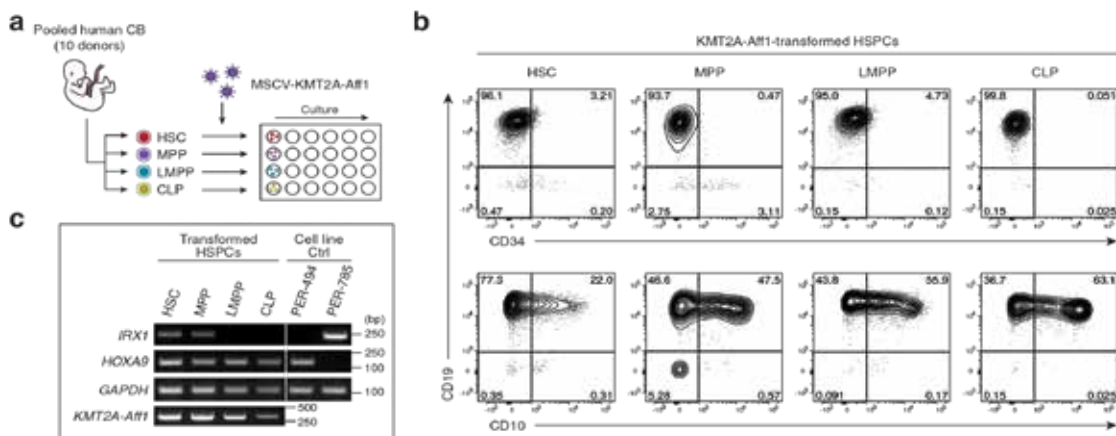 a
Pooled human CB
(10 donors)
MSCV-KMT2A-Aff1
Culture
HSC
MPP
LMPP
CLP
b
KMT2A-Aff1-transformed HSPCs
HSC
MPP
LMPP
CLP
96.1 3.21
93.7 0.47
95.0 4.73
99.8 0.051
0.47 0.20
2.75 3.11
0.15 0.12
0.15 0.025
CD34
77.3 22.0
46.6 47.5
43.8 55.9
36.7 63.1
0.35 0.31
5.28 0.57
0.091 0.17
0.15 0.025
CD19
CD10
c
Transformed
HSPCs
Cell line
Ctrl
HSC
MPP
LMPP
CLP
PER-494
PER-785
(bp)
IRX1
250
HOXA9
250
100
GAPDH
100
KMT2A-Aff1
500
250